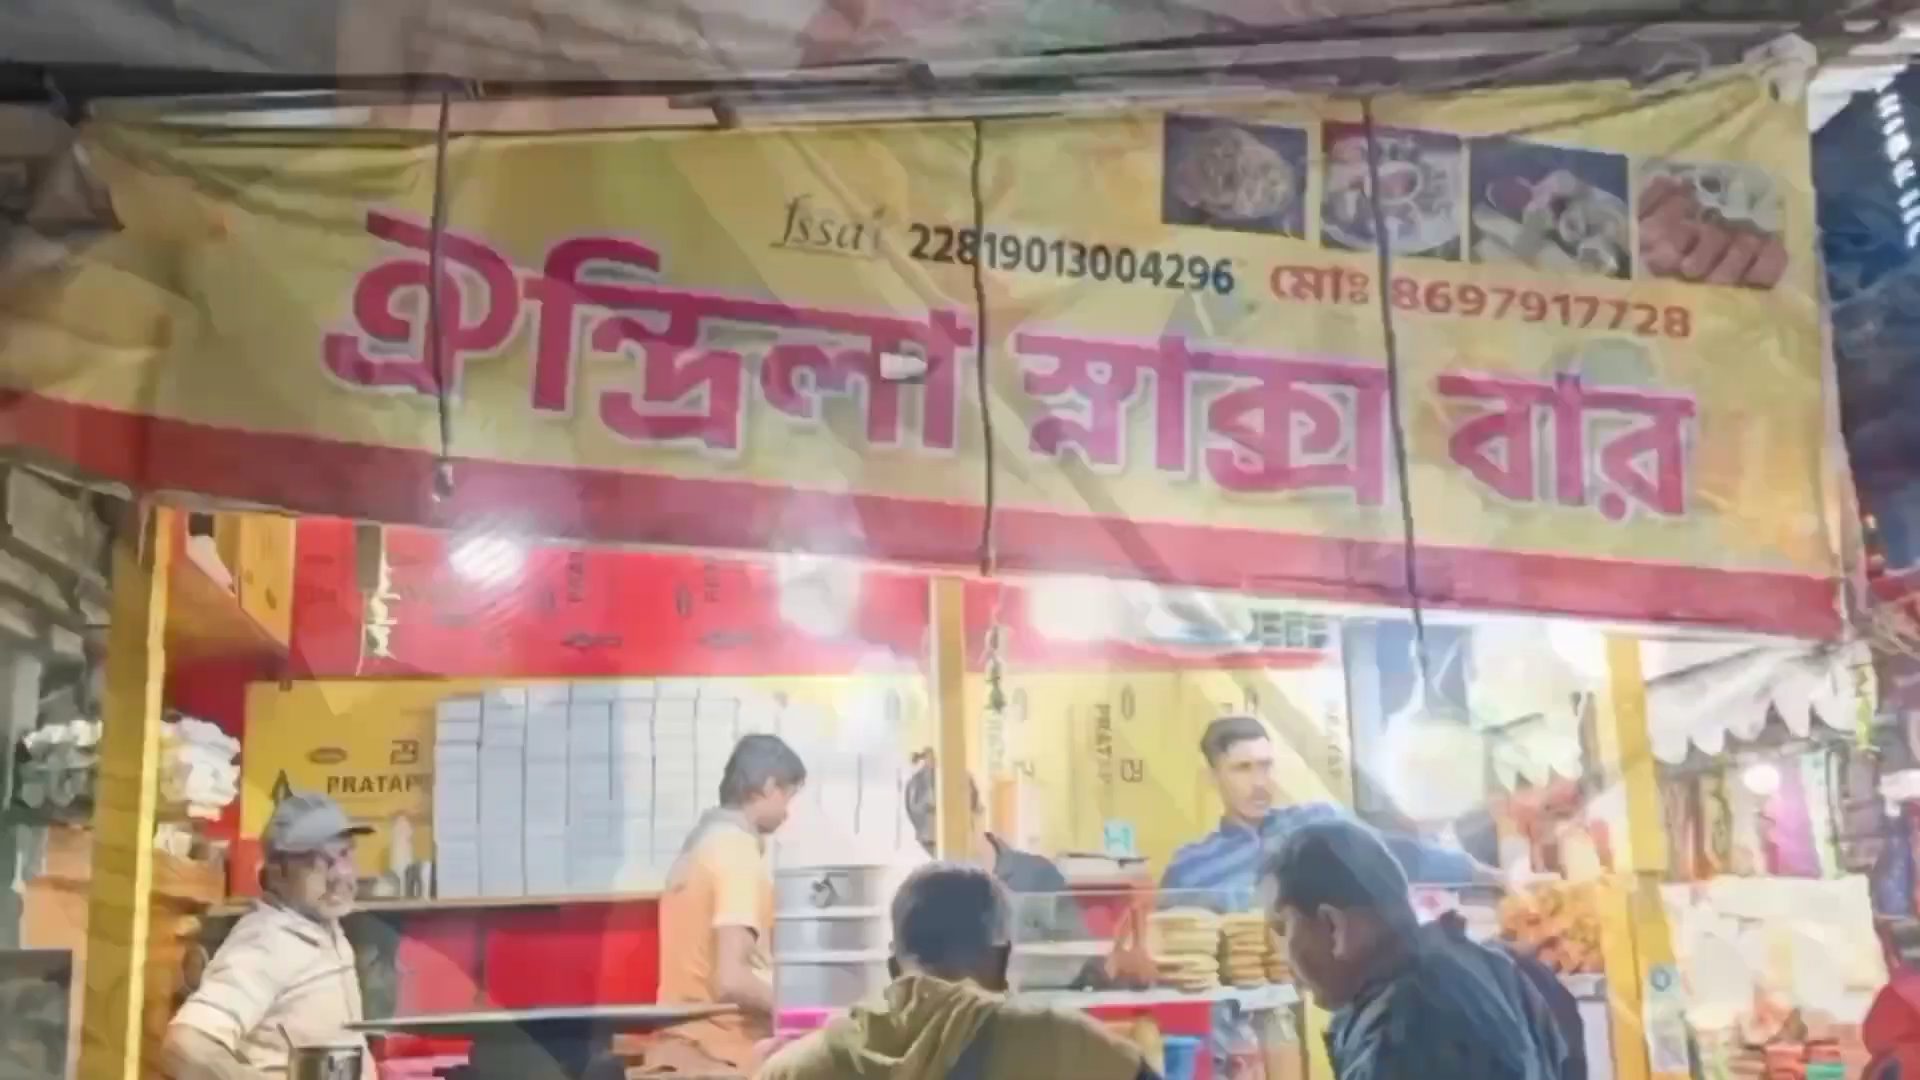 fssai 22819013004296
মোঃ 8697917728
ঐন্দ্রিলা স্নাক্স বার
PRATAP
PRATAP